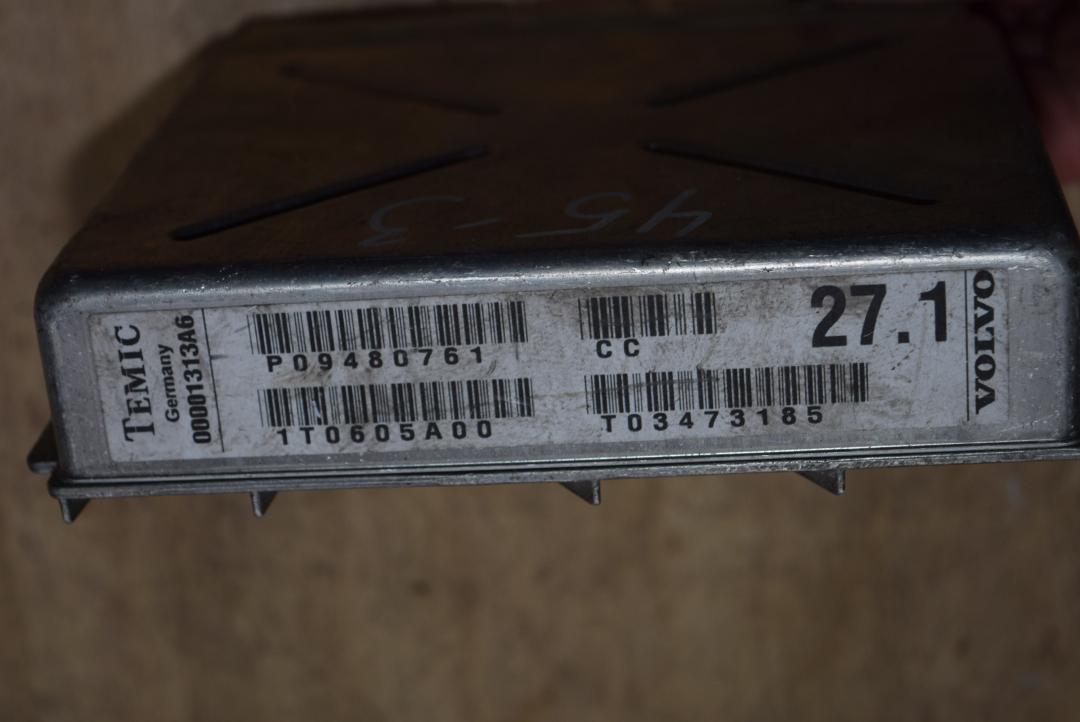 45-3
TEMIC
Germany
00001313A6
P09480761
CC
27.1
1T0605A00
T03473185
VOLVO